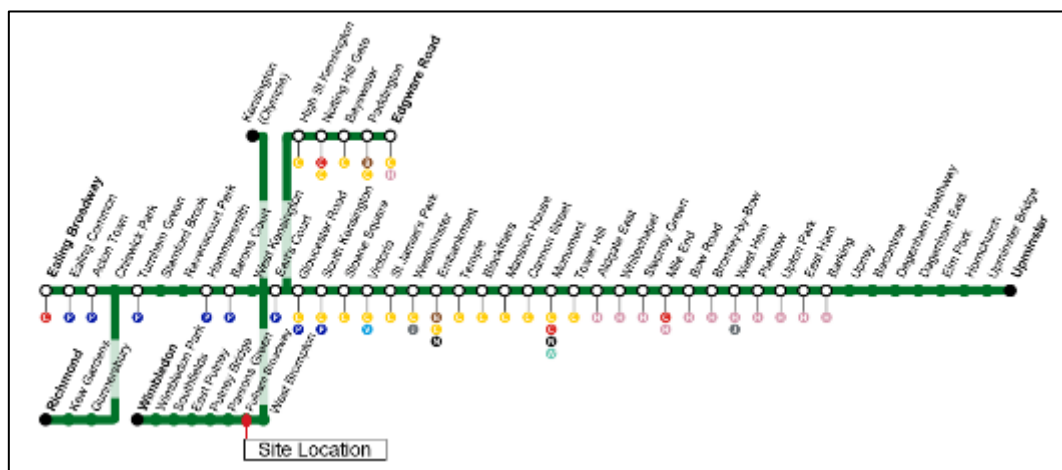 Kensington
(Olympia)
High St Kensington
Notting Hill Gate
Bayswater
Paddington
Edgware Road
Ealing Broadway
Ealing Common
Acton Town
Chiswick Park
Turnham Green
Stamford Brook
Ravenscourt Park
Hammersmith
Barons Court
West Kensington
Earls Court
Gloucester Road
South Kensington
Sloane Square
Victoria
St James's Park
Westminster
Embankment
Temple
Blackfriars
Mansion House
Cannon Street
Monument
Tower Hill
Aldgate East
Whitechapel
Stepney Green
Mile End
Bow Road
Bromley-by-Bow
West Ham
Plaistow
Upton Park
East Ham
Barking
Upney
Becontree
Dagenham Heathway
Dagenham East
Elm Park
Hornchurch
Upminster Bridge
Upminster
Richmond
Kew Gardens
Gunnersbury
Wimbledon
Wimbledon Park
Southfields
East Putney
Putney Bridge
Parsons Green
Fulham Broadway
West Brompton
Site Location